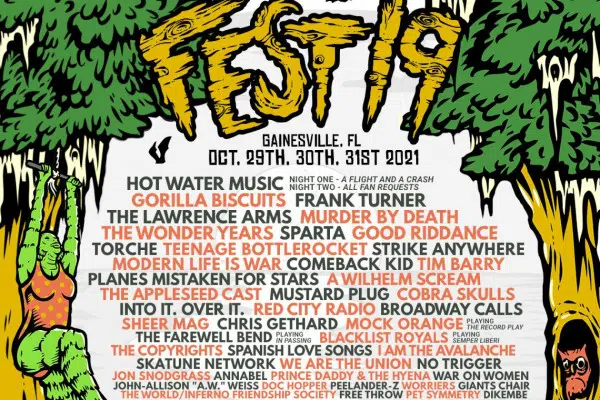 FEST 19
GAINESVILLE, FL
OCT. 29TH, 30TH, 31ST 2021
HOT WATER MUSIC NIGHT ONE - A FLIGHT AND A CRASH
NIGHT TWO - ALL FAN REQUESTS
GORILLA BISCUITS FRANK TURNER
THE LAWRENCE ARMS MURDER BY DEATH
THE WONDER YEARS SPARTA GOOD RIDDANCE
TORCHE TEENAGE BOTTLEROCKET STRIKE ANYWHERE
MODERN LIFE IS WAR COMEBACK KID TIM BARRY
PLANES MISTAKEN FOR STARS A WILHELM SCREAM
THE APPLESEED CAST MUSTARD PLUG COBRA SKULLS
INTO IT. OVER IT. RED CITY RADIO BROADWAY CALLS
SHEER MAG CHRIS GETHARD MOCK ORANGE PLAYING THE RECORD PLAY
THE FAREWELL BEND PLAYING IN PASSING BLACKLIST ROYALS PLAYING SEMPER LIBERI
THE COPYRIGHTS SPANISH LOVE SONGS I AM THE AVALANCHE
SKATUNE NETWORK WE ARE THE UNION NO TRIGGER
JON SNODGRASS ANNABEL PRINCE DADDY & THE HYENA WAR ON WOMEN
JOHN-ALLISON "A.W." WEISS DOC HOPPER PEELANDER-Z WORRIERS GIANTS CHAIR
THE WORLD/INFERNO FRIENDSHIP SOCIETY FREE THROW PET SYMMETRY DIKEMBE